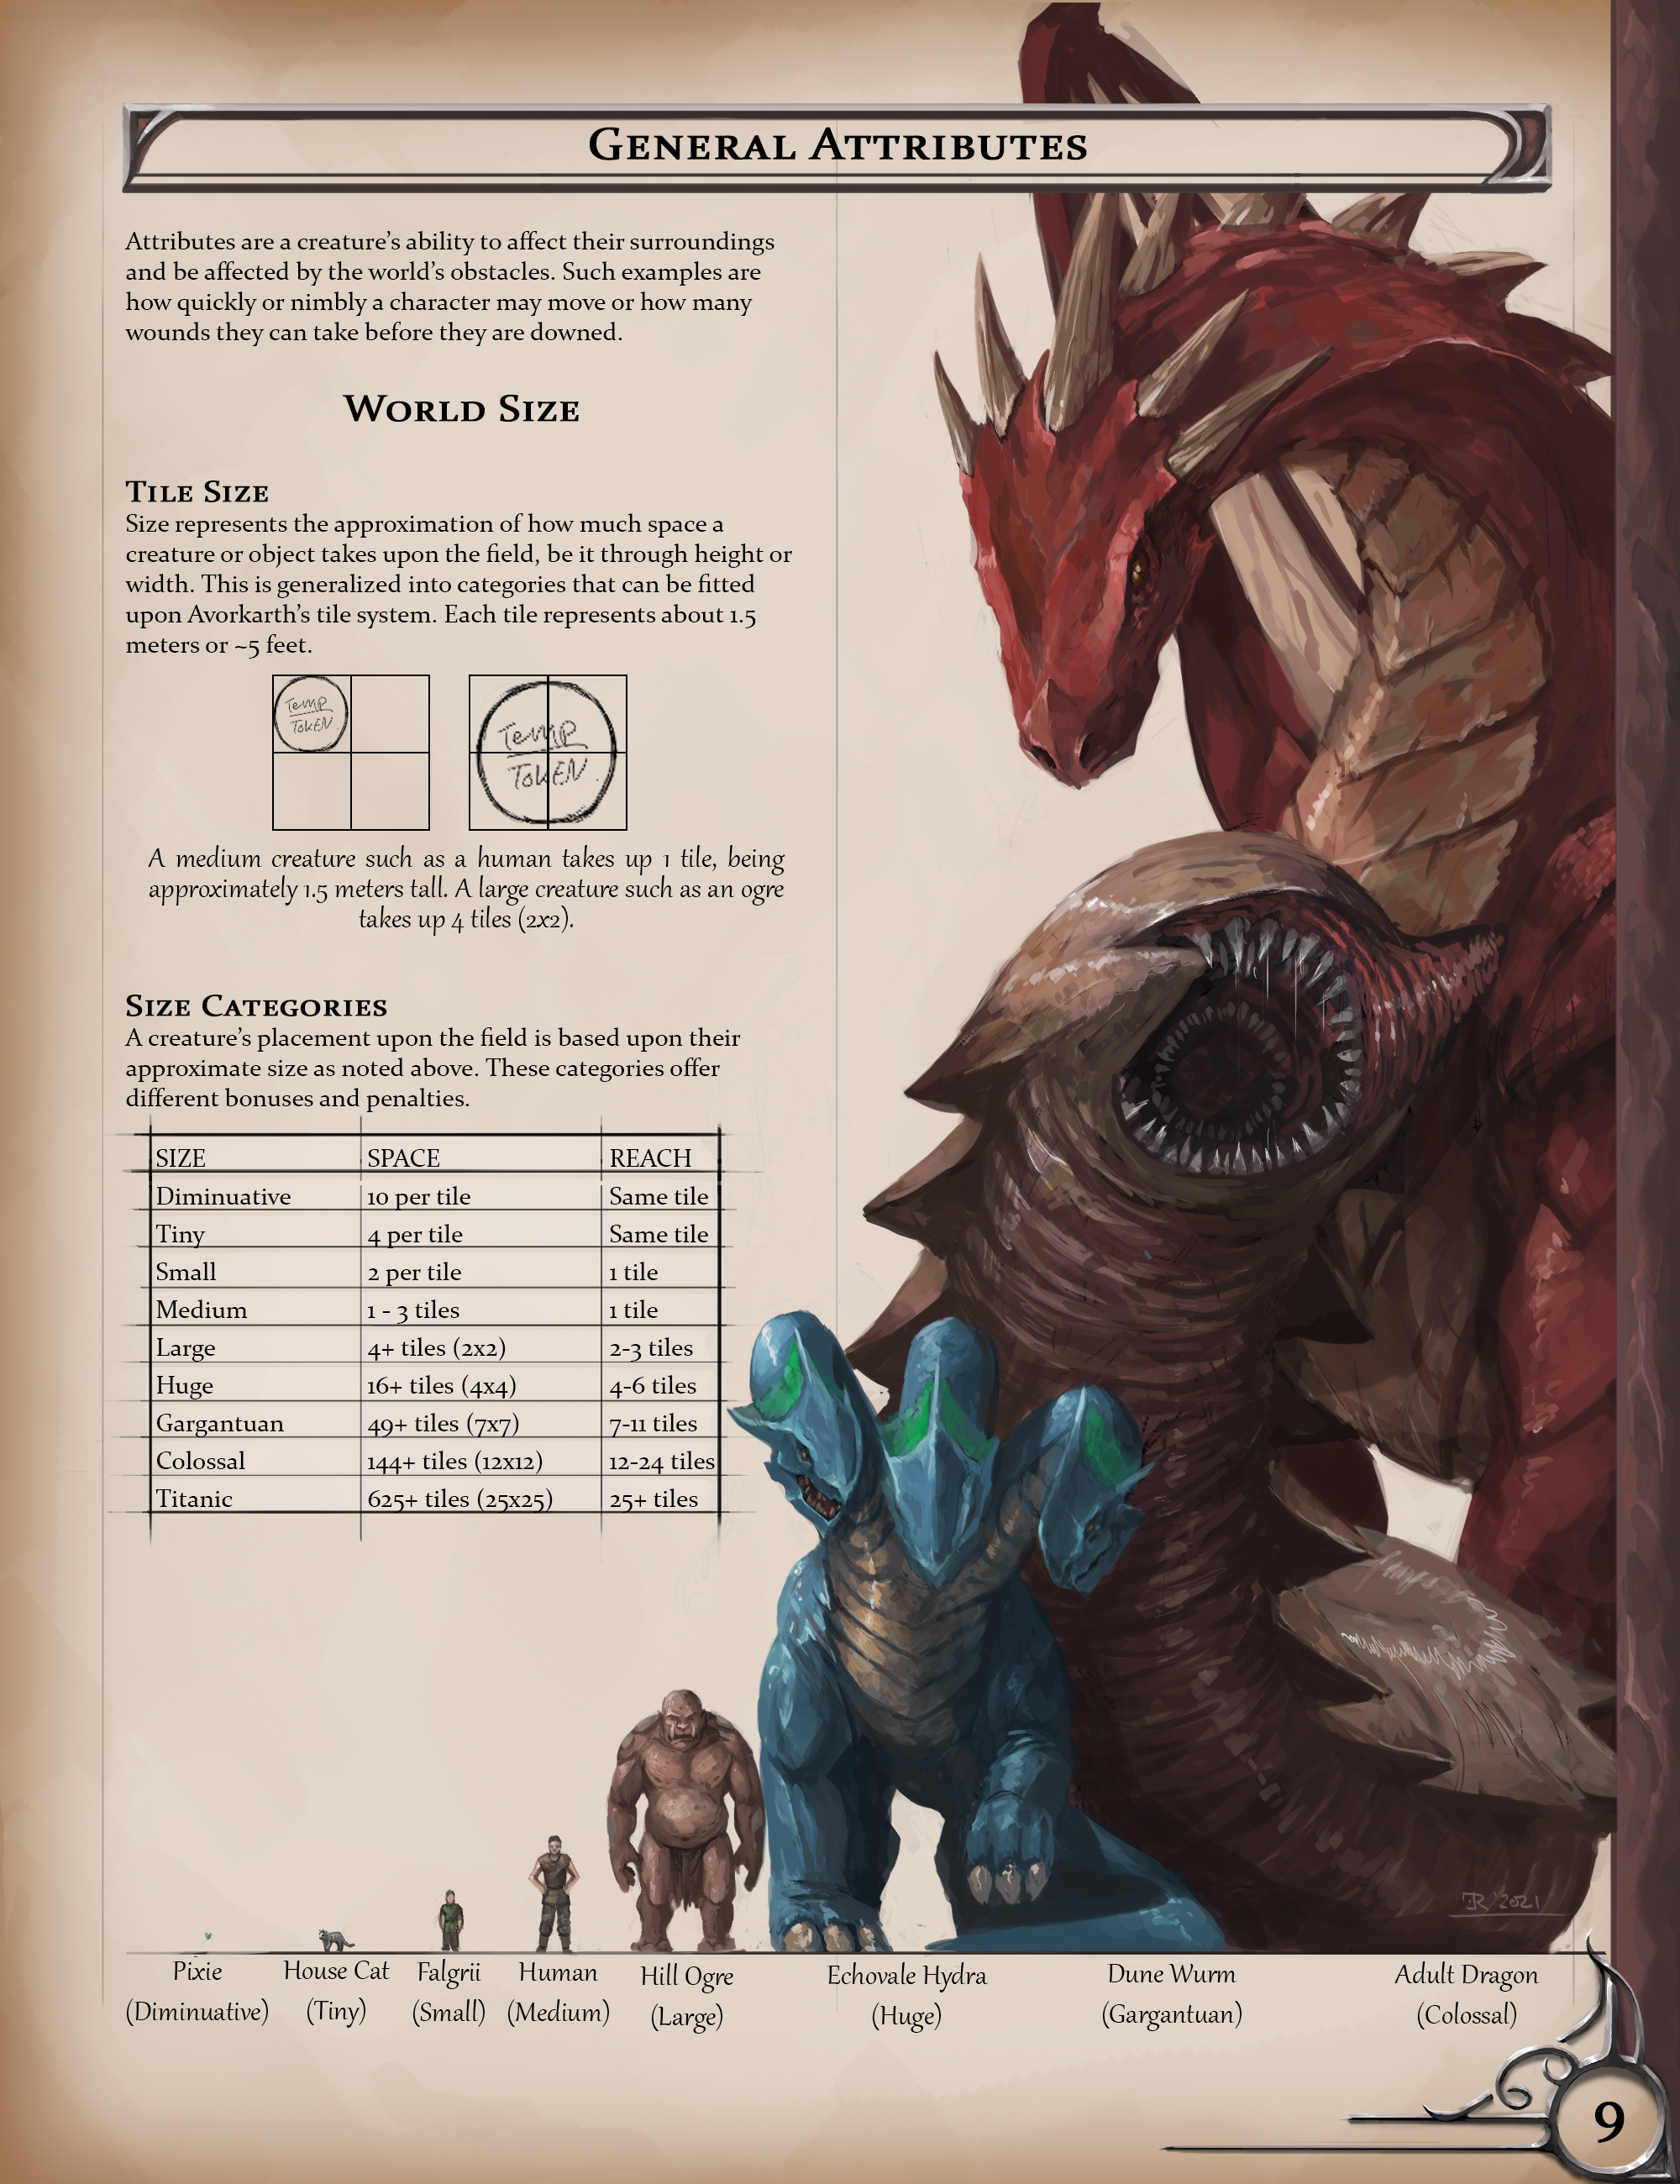 General Attributes
Attributes are a creature's ability to affect their surroundings
and be affected by the world's obstacles. Such examples are
how quickly or nimbly a character may move or how many
wounds they can take before they are downed.
World Size
Tile Size
Size represents the approximation of how much space a
creature or object takes upon the field, be it through height or
width. This is generalized into categories that can be fitted
upon Avorkarth's tile system. Each tile represents about 1.5
meters or ~5 feet.
Temp
Token
Temp
Token
A medium creature such as a human takes up 1 tile, being
approximately 1.5 meters tall. A large creature such as an ogre
takes up 4 tiles (2x2).
Size Categories
A creature's placement upon the field is based upon their
approximate size as noted above. These categories offer
different bonuses and penalties.
SIZE SPACE REACH
Diminuative 10 per tile Same tile
Tiny 4 per tile Same tile
Small 2 per tile 1 tile
Medium 1 - 3 tiles 1 tile
Large 4+ tiles (2x2) 2-3 tiles
Huge 16+ tiles (4x4) 4-6 tiles
Gargantuan 49+ tiles (7x7) 7-11 tiles
Colossal 144+ tiles (12x12) 12-24 tiles
Titanic 625+ tiles (25x25) 25+ tiles
JR '2021
Pixie House Cat Falgrii Human Hill Ogre Echovale Hydra Dune Wurm Adult Dragon
(Diminuative) (Tiny) (Small) (Medium) (Large) (Huge) (Gargantuan) (Colossal)
9